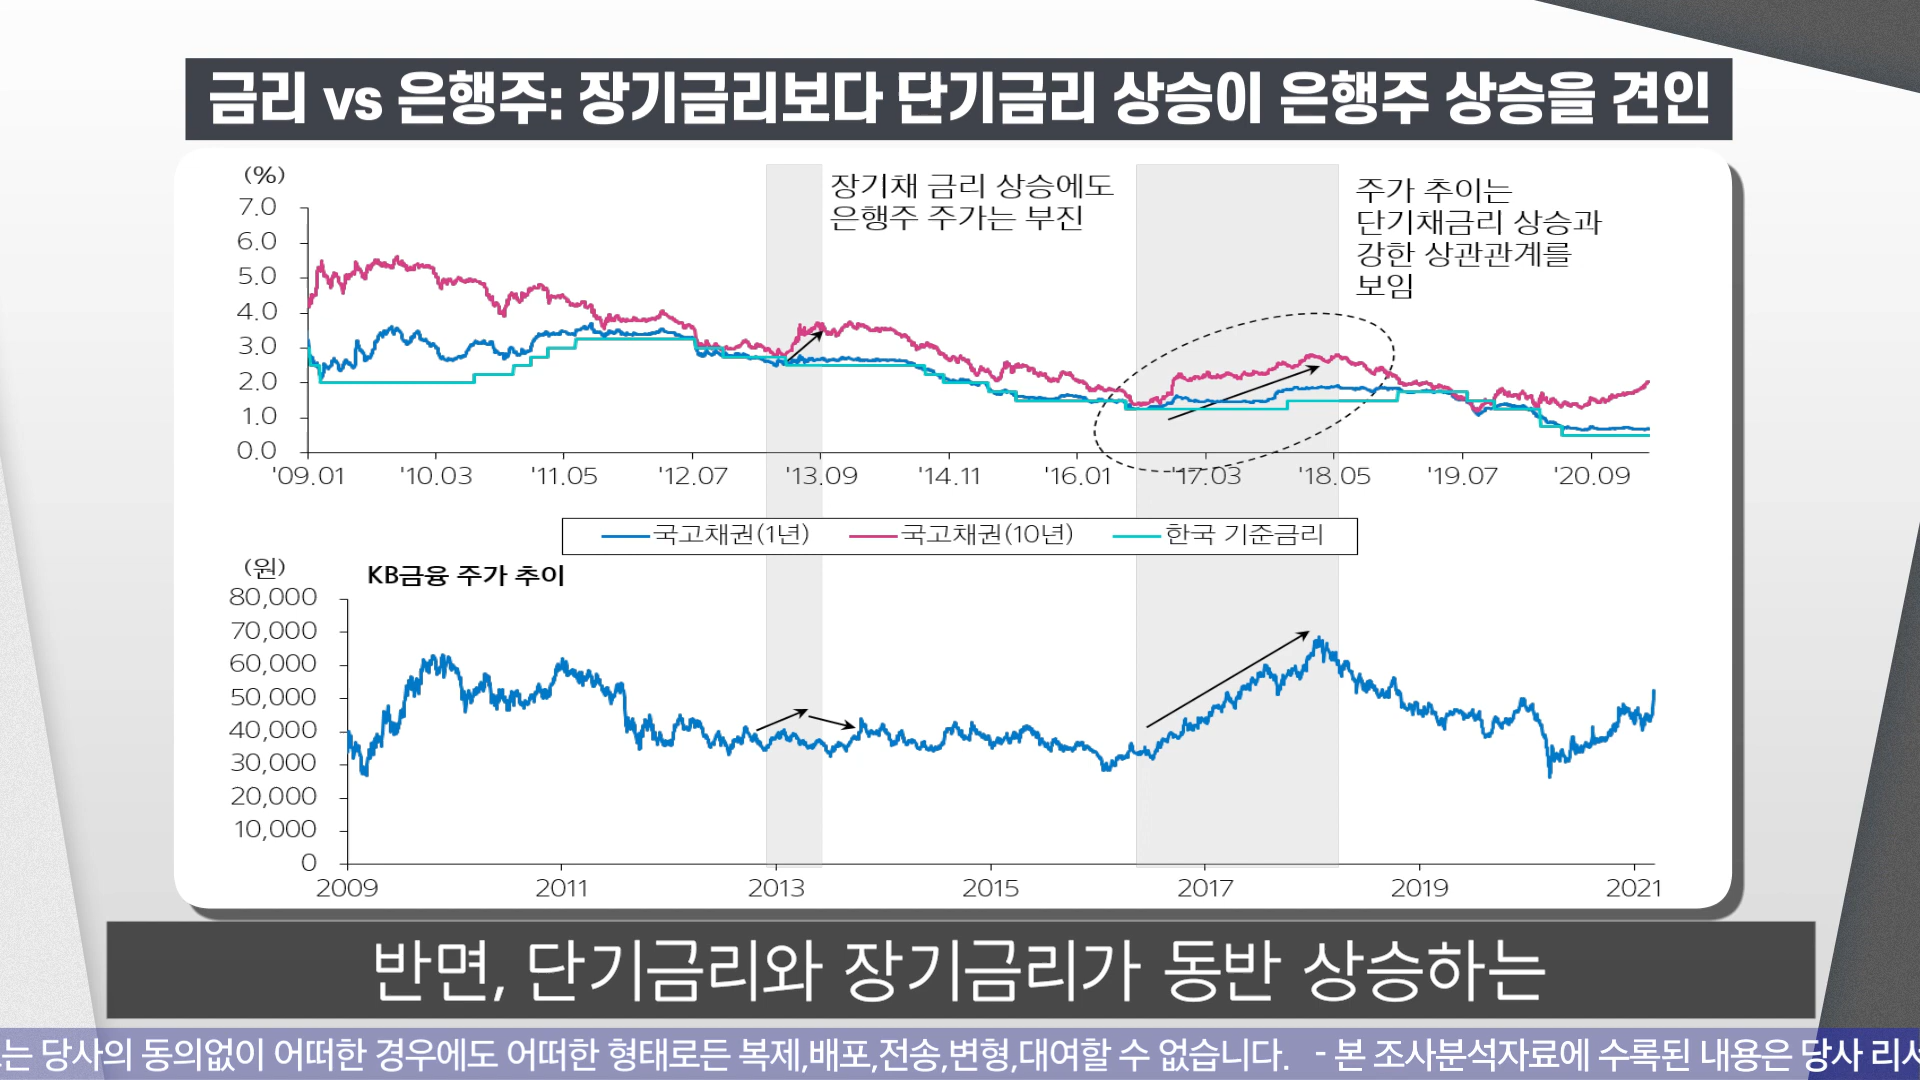 금리 vs 은행주: 장기금리보다 단기금리 상승이 은행주 상승을 견인
(%)
7.0
6.0
5.0
4.0
3.0
2.0
1.0
0.0
장기채 금리 상승에도
은행주 주가는 부진
주가 추이는
단기채금리 상승과
강한 상관관계를
보임
'09.01 '10.03 '11.05 '12.07 '13.09 '14.11 '16.01 '17.03 '18.05 '19.07 '20.09
국고채권(1년) 국고채권(10년) 한국 기준금리
(원)
KB금융 주가 추이
80,000
70,000
60,000
50,000
40,000
30,000
20,000
10,000
0
2009 2011 2013 2015 2017 2019 2021
반면, 단기금리와 장기금리가 동반 상승하는
는 당사의 동의없이 어떠한 경우에도 어떠한 형태로든 복제,배포,전송,변형,대여할 수 없습니다. - 본 조사분석자료에 수록된 내용은 당사 리서